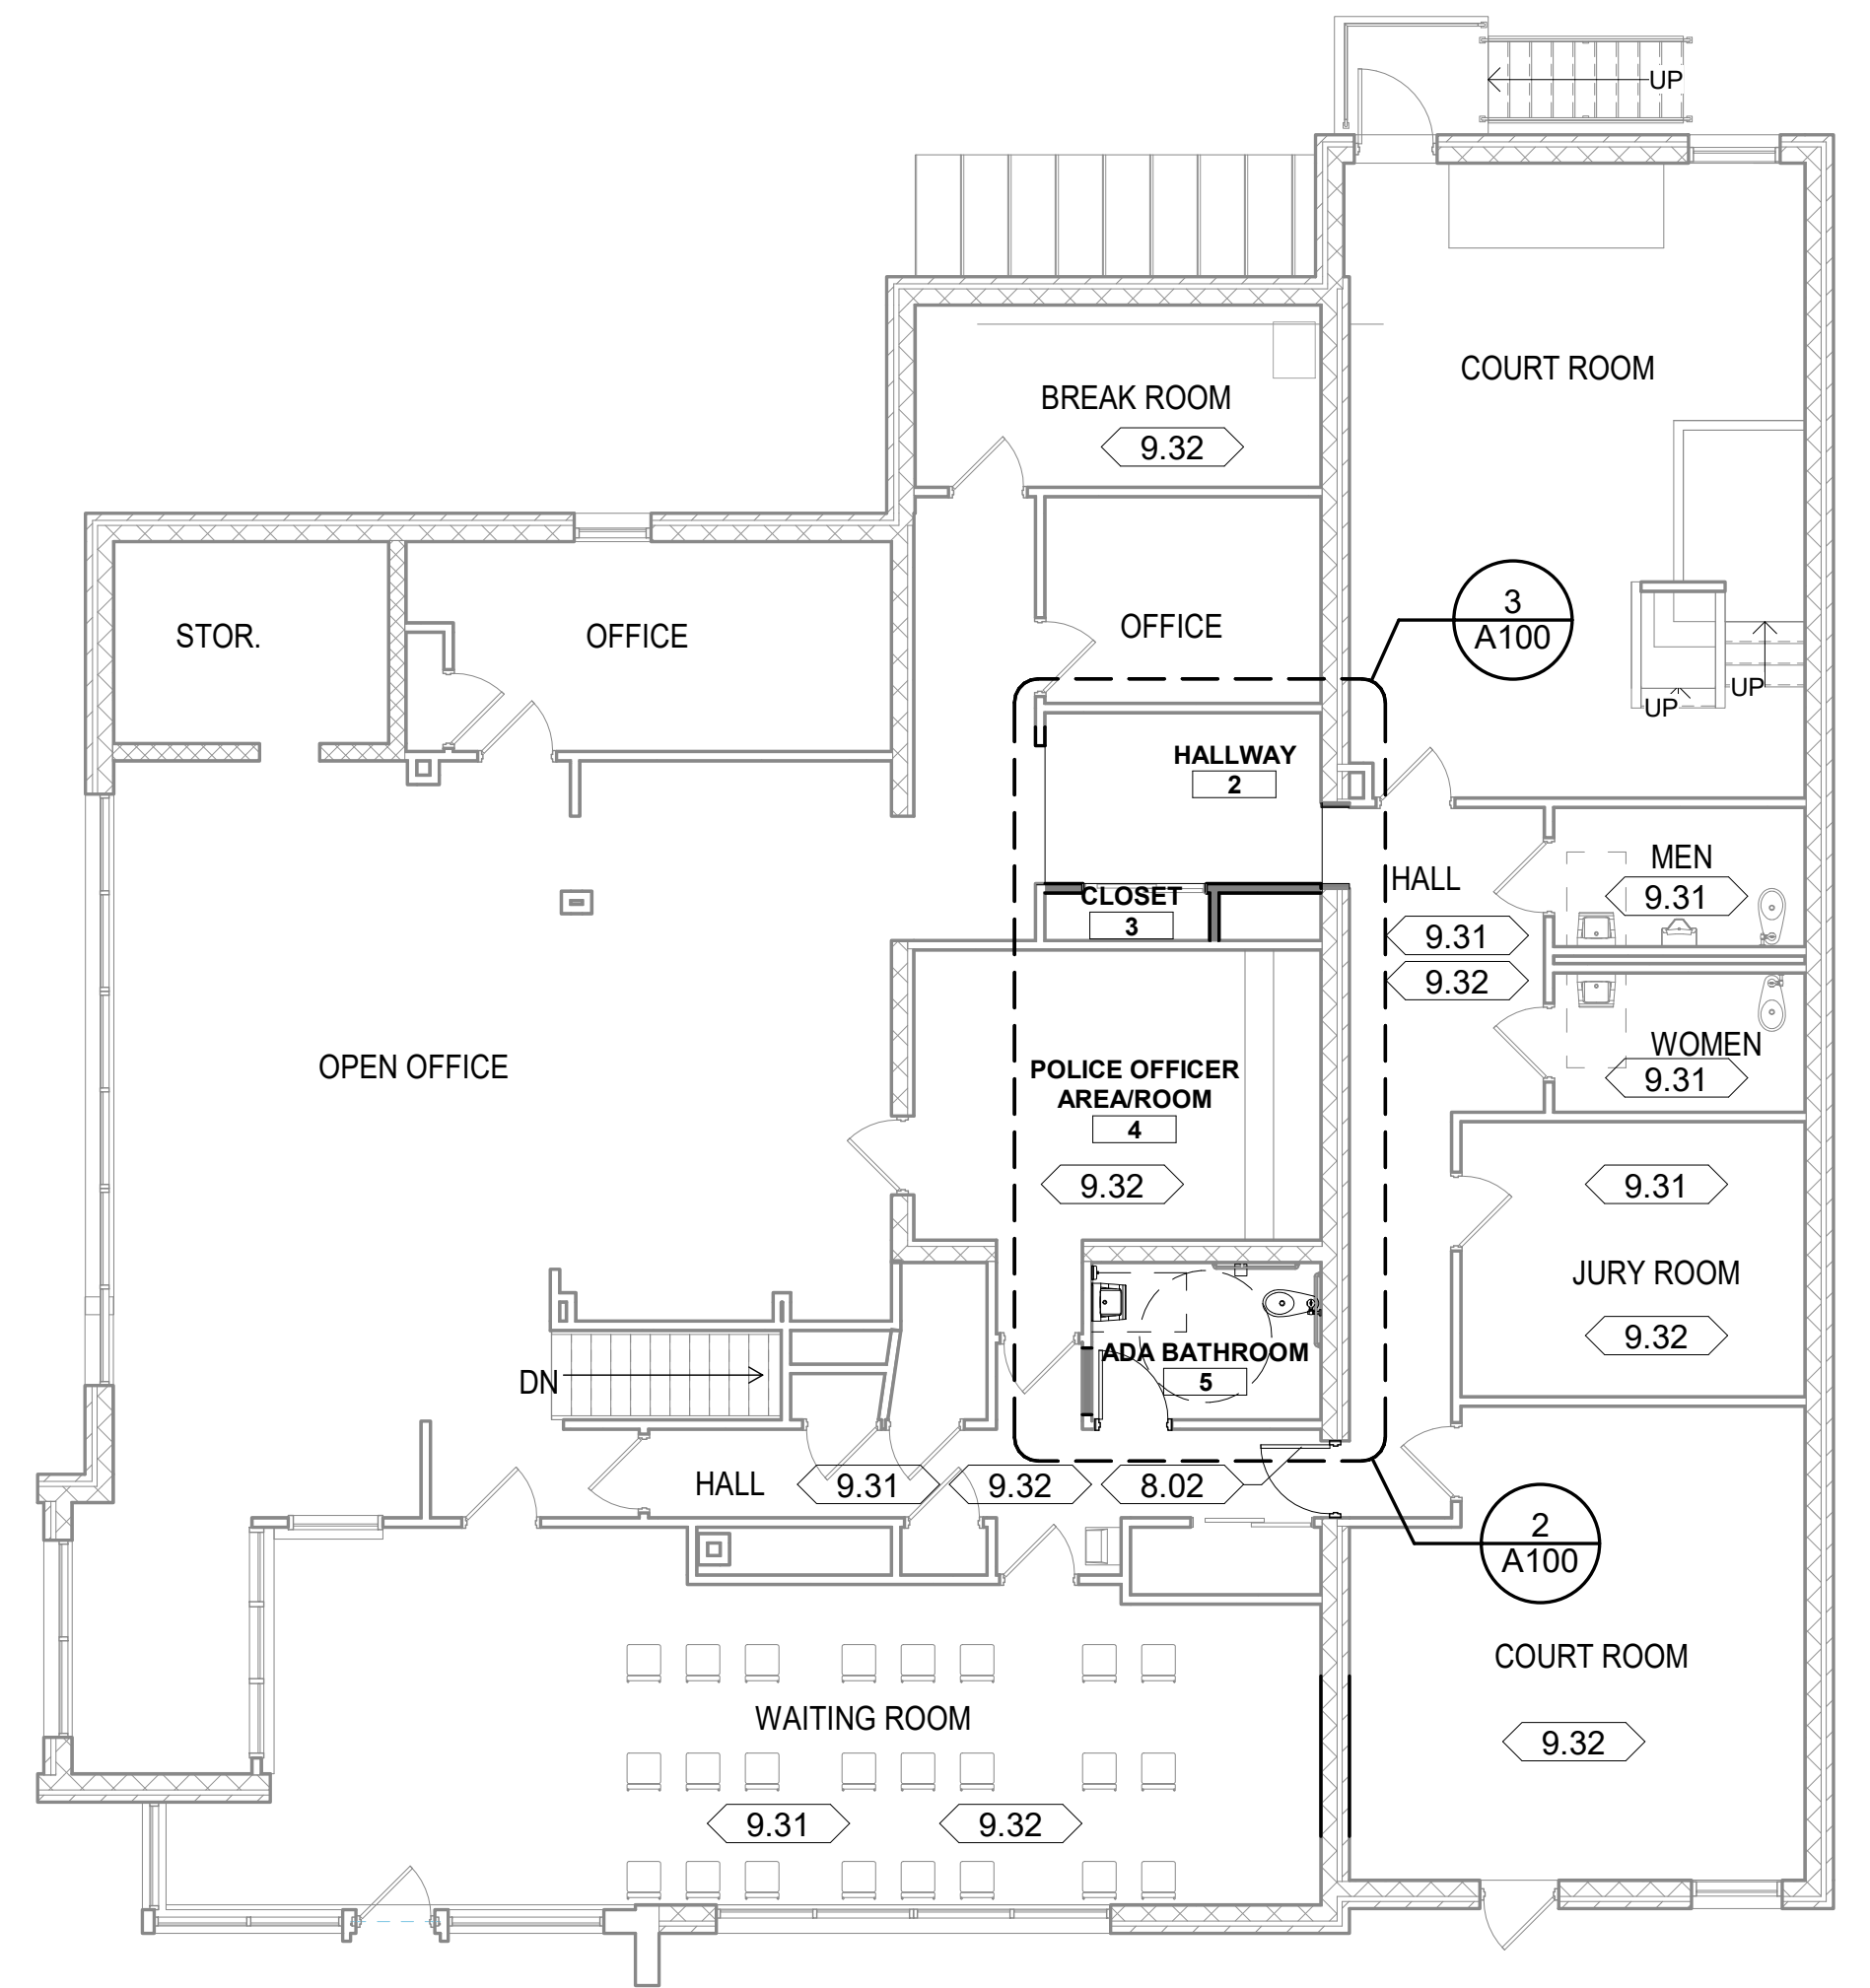 UP
COURT ROOM
BREAK ROOM
9.32
3
A100
STOR.
OFFICE
OFFICE
UP
UP
HALLWAY
2
MEN
9.31
HALL
CLOSET
3
9.31
9.32
WOMEN
9.31
OPEN OFFICE
POLICE OFFICER
AREA/ROOM
4
9.32
9.31
JURY ROOM
9.32
ADA BATHROOM
5
DN
HALL
9.31
9.32
8.02
2
A100
COURT ROOM
9.32
WAITING ROOM
9.31
9.32